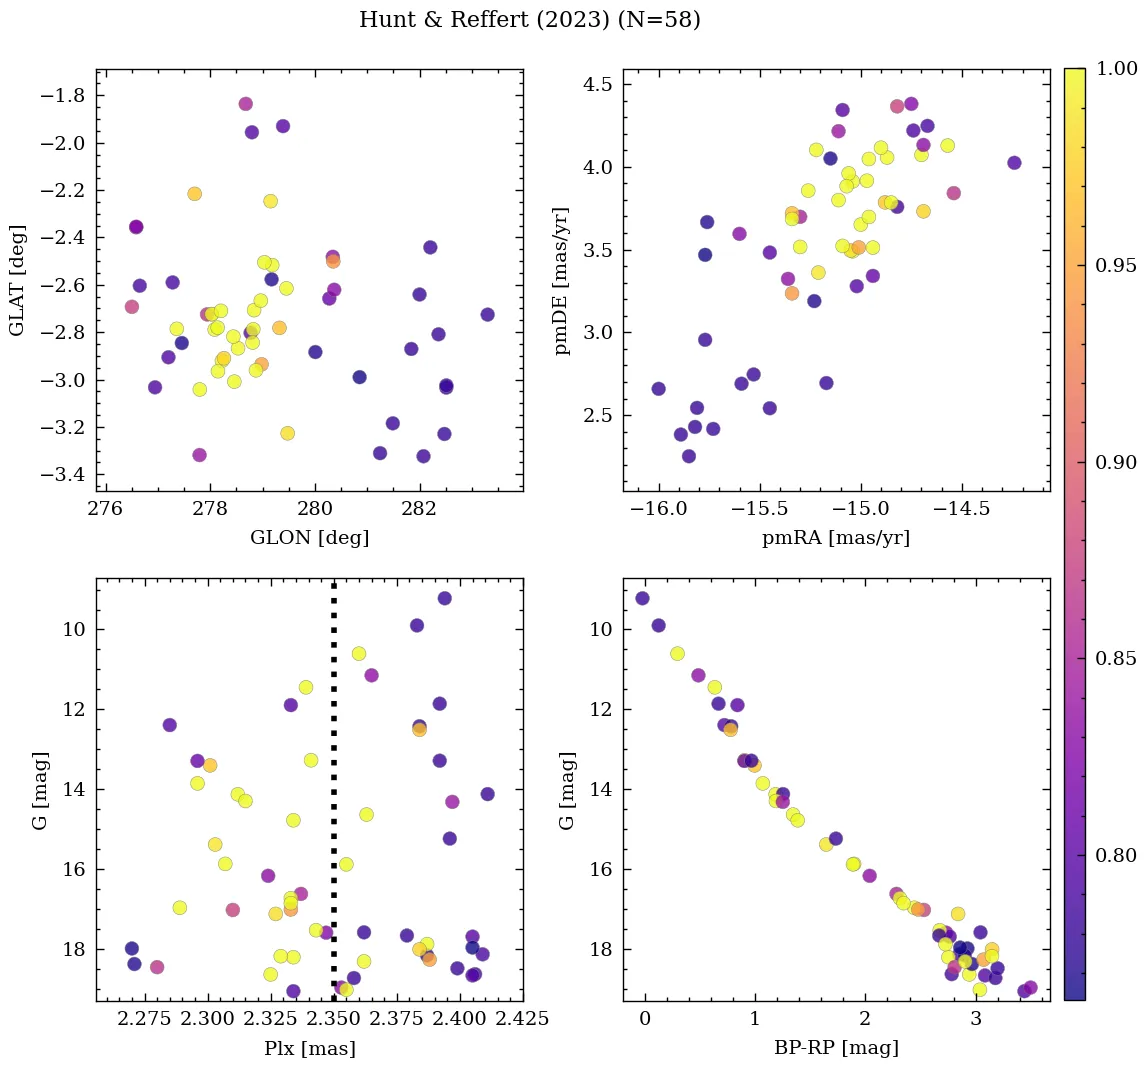 Hunt & Reffert (2023) (N=58)
−1.8
−2.0
−2.2
−2.4
−2.6
−2.8
−3.0
−3.2
−3.4
GLAT [deg]
276 278 280 282
GLON [deg]
4.5
4.0
3.5
3.0
2.5
pmDE [mas/yr]
−16.0 −15.5 −15.0 −14.5
pmRA [mas/yr]
1.00
0.95
0.90
0.85
0.80
10
12
14
16
18
G [mag]
2.275 2.300 2.325 2.350 2.375 2.400 2.425
Plx [mas]
10
12
14
16
18
G [mag]
0 1 2 3
BP-RP [mag]